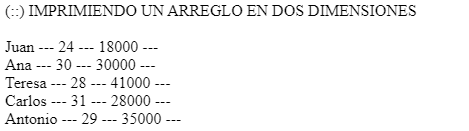 (::) IMPRIMIENDO UN ARREGLO EN DOS DIMENSIONES
Juan --- 24 --- 18000 ---
Ana --- 30 --- 30000 ---
Teresa --- 28 --- 41000 ---
Carlos --- 31 --- 28000 ---
Antonio --- 29 --- 35000 ---